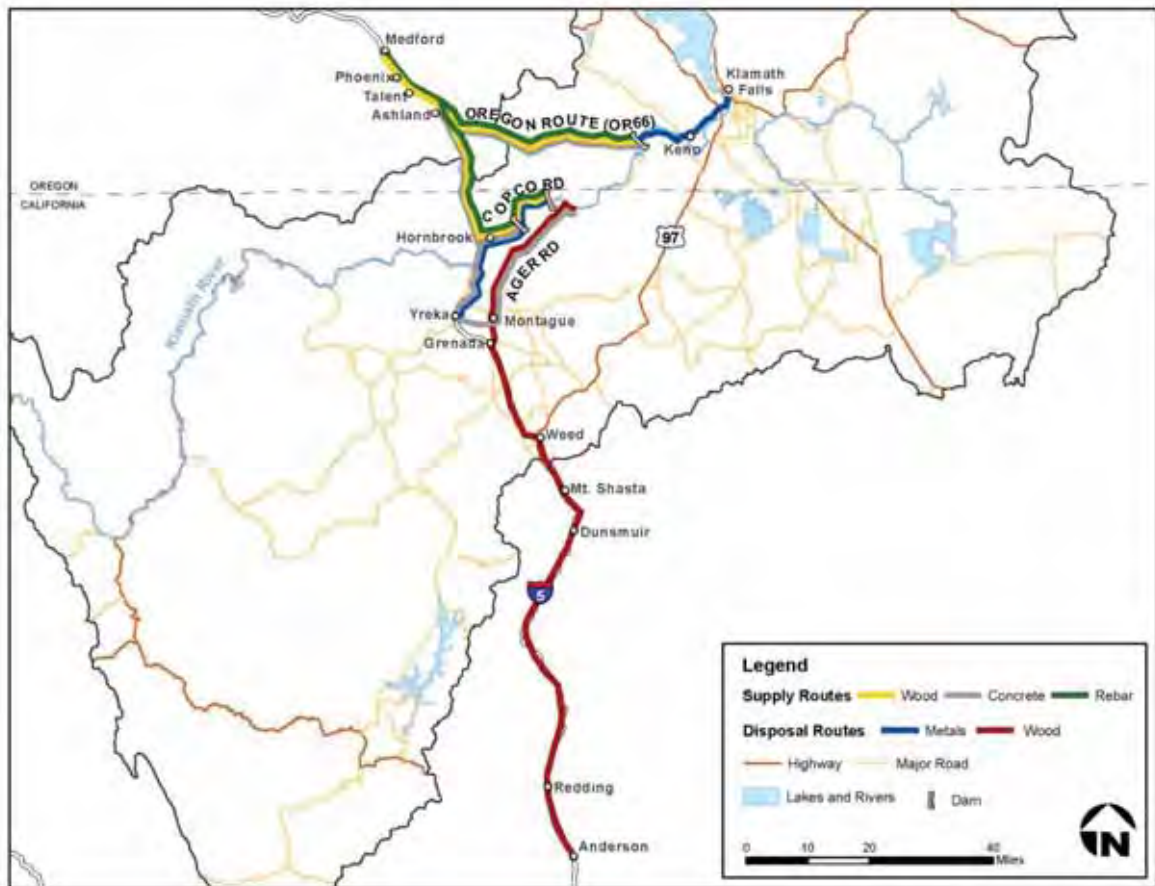 Medford
Klamath
Falls
Phoenix
Talent
Ashland
OREGON ROUTE (OR66)
Keno
OREGON
CALIFORNIA
COPCO RD
Hornbrook
97
AGER RD
Klamath River
Yreka
Montague
Grenada
Weed
Mt. Shasta
Dunsmuir
5
Redding
Anderson
Legend
Supply Routes Wood Concrete Rebar
Disposal Routes Metals Wood
Highway Major Road
Lakes and Rivers Dam
N
0 10 20 40
Miles